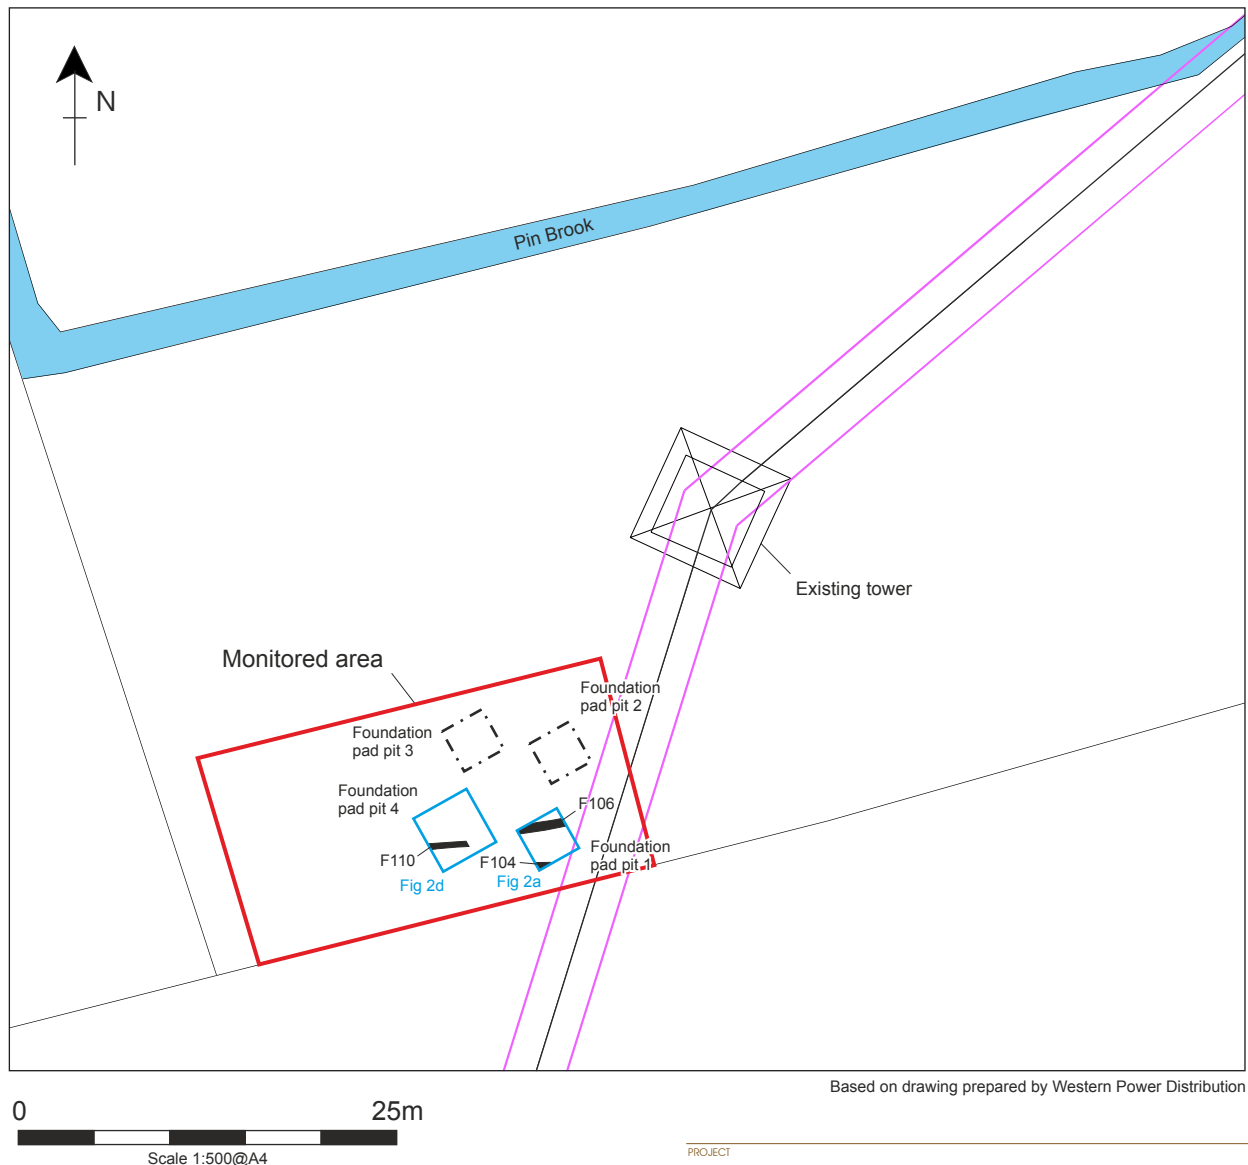 N
Pin Brook
Existing tower
Monitored area
Foundation
pad pit 2
Foundation
pad pit 3
Foundation
pad pit 4
F106
Foundation
pad pit 1
F110
F104
Fig 2d
Fig 2a
Based on drawing prepared by Western Power Distribution
0
25m
Scale 1:500@A4
PROJECT